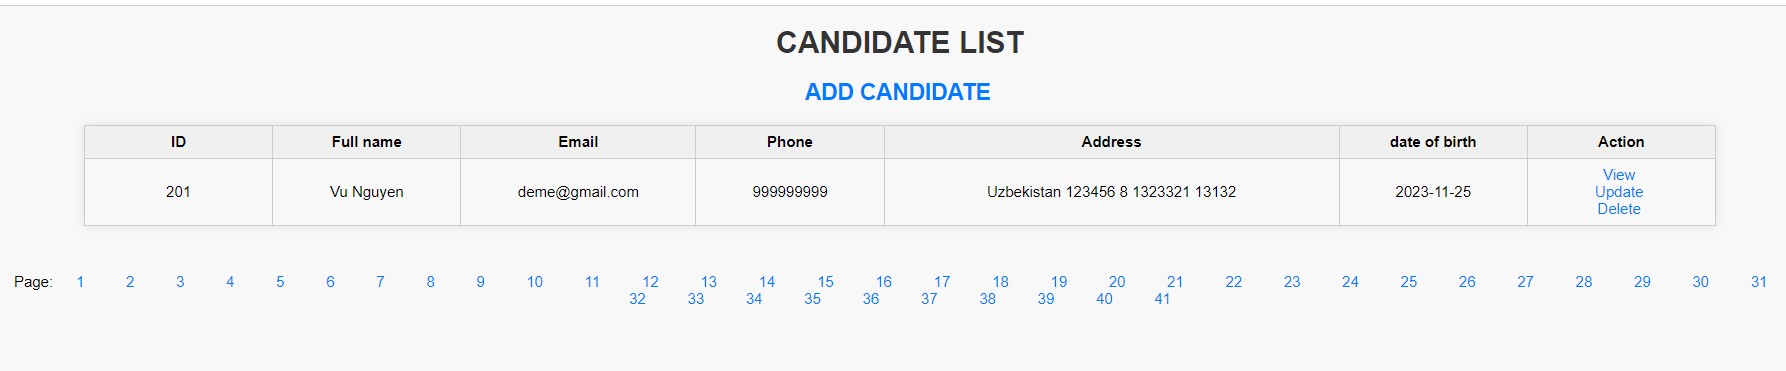 CANDIDATE LIST
ADD CANDIDATE
ID Full name Email Phone Address date of birth Action
201 Vu Nguyen deme@gmail.com 999999999 Uzbekistan 123456 8 1323321 13132 2023-11-25 View
Update
Delete
Page: 1 2 3 4 5 6 7 8 9 10 11 12 13 14 15 16 17 18 19 20 21 22 23 24 25 26 27 28 29 30 31
32 33 34 35 36 37 38 39 40 41